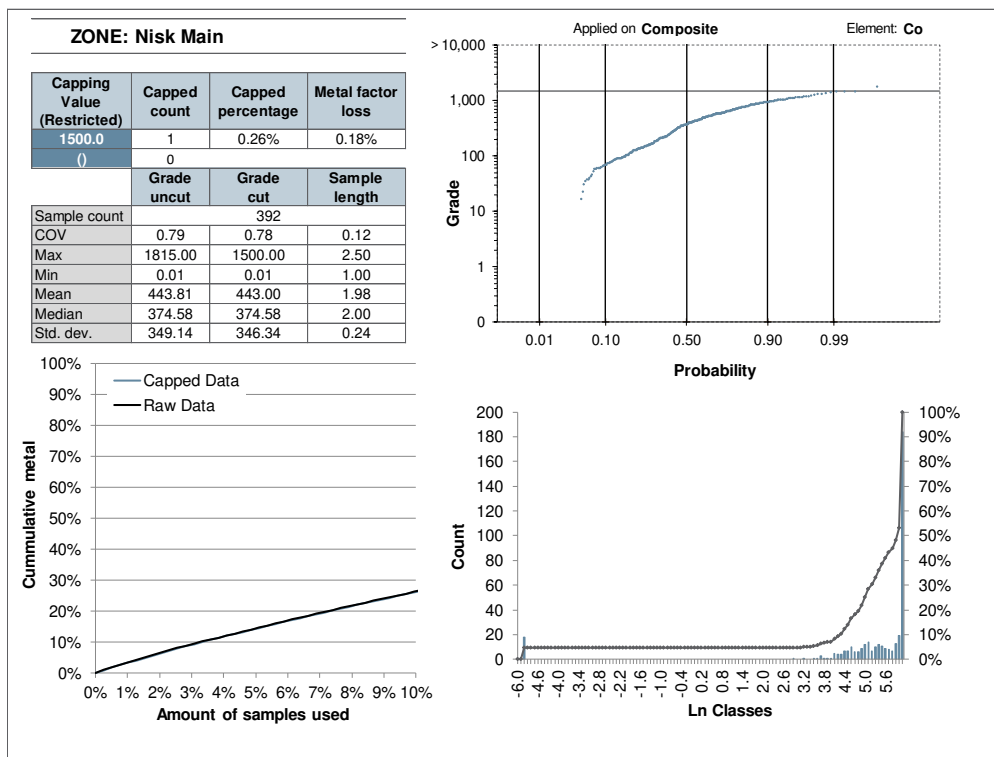 ZONE: Nisk Main
Capping Value (Restricted) Capped count Capped percentage Metal factor loss
1500.0 1 0.26% 0.18%
() 0
Grade uncut Grade cut Sample length
Sample count 392
COV 0.79 0.78 0.12
Max 1815.00 1500.00 2.50
Min 0.01 0.01 1.00
Mean 443.81 443.00 1.98
Median 374.58 374.58 2.00
Std. dev. 349.14 346.34 0.24
Applied on Composite Element: Co
> 10,000
1,000
100
10
1
0
Grade
0.01 0.10 0.50 0.90 0.99
Probability
100%
90%
80%
70%
60%
50%
40%
30%
20%
10%
0%
Cummulative metal
Capped Data
Raw Data
0% 1% 2% 3% 4% 5% 6% 7% 8% 9% 10%
Amount of samples used
200
180
160
140
120
100
80
60
40
20
0
Count
100%
90%
80%
70%
60%
50%
40%
30%
20%
10%
0%
-6.0 -4.6 -4.0 -3.4 -2.8 -2.2 -1.6 -1.0 -0.4 0.2 0.8 1.4 2.0 2.6 3.2 3.8 4.4 5.0 5.6
Ln Classes